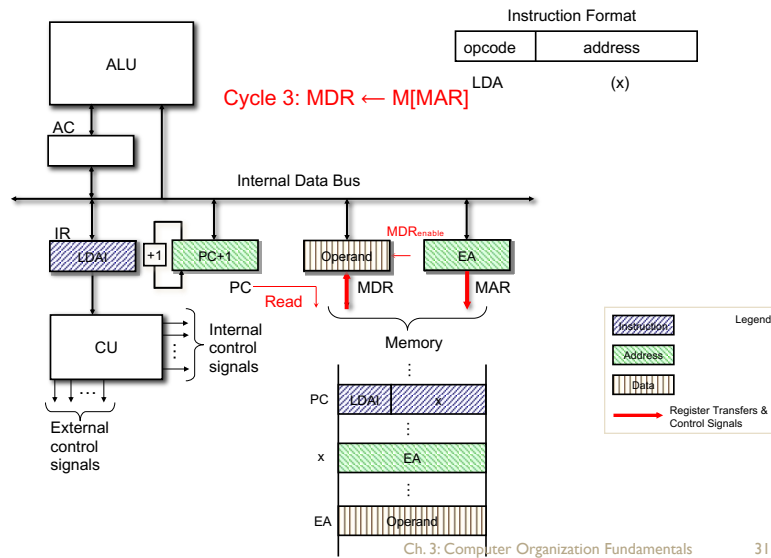 Instruction Format
opcode address
LDA (x)
ALU
Cycle 3: MDR ← M[MAR]
AC
Internal Data Bus
IR
LDAI
+1
PC+1
Operand
MDRenable
EA
PC
Read
MDR
MAR
CU
Internal
control
signals
...
External
control
signals
Memory
PC LDAI x
x EA
EA Operand
Legend
Instruction
Address
Data
Register Transfers &
Control Signals
Ch. 3: Computer Organization Fundamentals 31